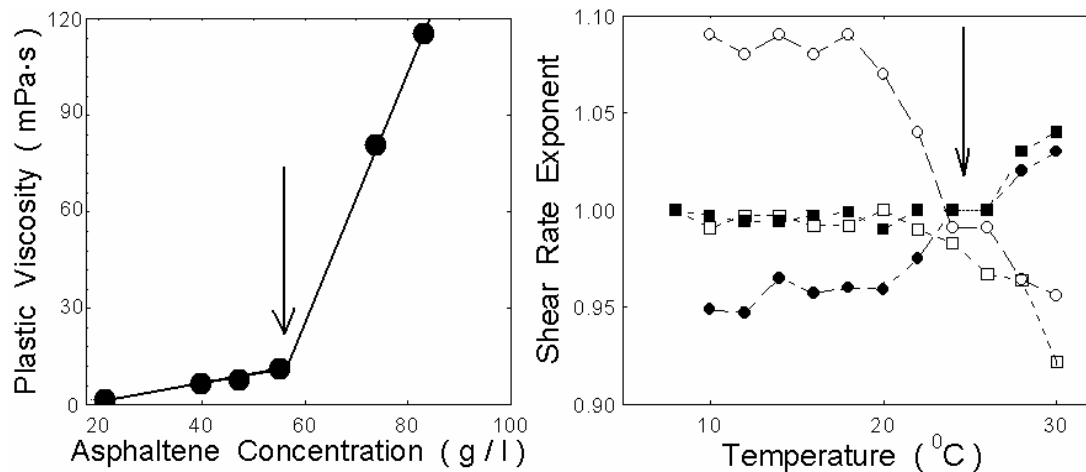 Plastic Viscosity ( mPa·s )
120
90
60
30
0
20 40 60 80 100
Asphaltene Concentration ( g / l )
Shear Rate Exponent
1.10
1.05
1.00
0.95
0.90
10 20 30
Temperature ( ⁰C )